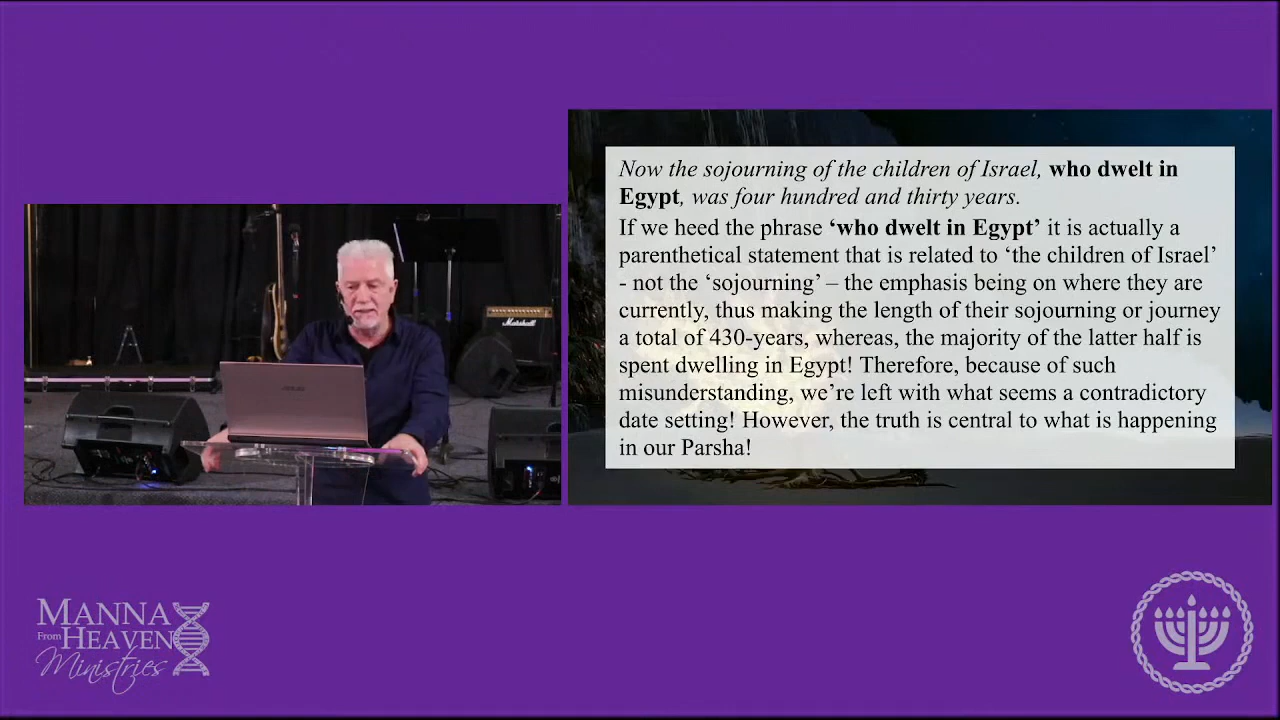 Now the sojourning of the children of Israel, who dwelt in
Egypt, was four hundred and thirty years.
If we heed the phrase ‘who dwelt in Egypt’ it is actually a
parenthetical statement that is related to ‘the children of Israel’
- not the ‘sojourning’ – the emphasis being on where they are
currently, thus making the length of their sojourning or journey
a total of 430-years, whereas, the majority of the latter half is
spent dwelling in Egypt! Therefore, because of such
misunderstanding, we’re left with what seems a contradictory
date setting! However, the truth is central to what is happening
in our Parsha!
Marshall
ASUS
MANNA
From HEAVEN
Ministries